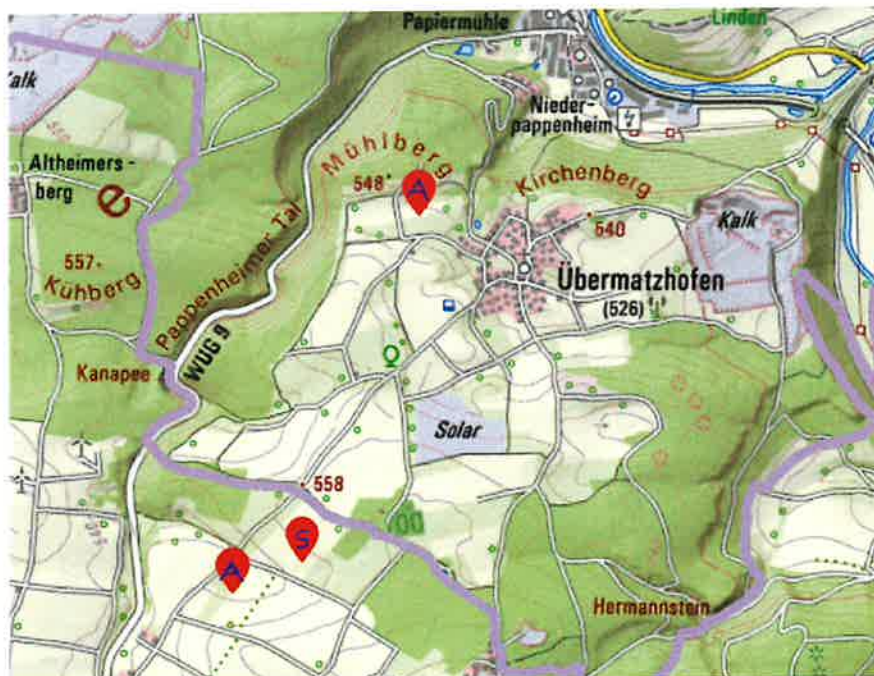 Papiermühle
Linden
Kalk
Nieder-
pappenheim
Mühlberg
Altheimers-
berg
e
548
A
Kirchenberg
540
Kalk
Pappenheimer Tal
557
Kühberg
Übermatzhofen
(526)
WUG 9
Kanapee
Solar
558
S
A
Hermannstein